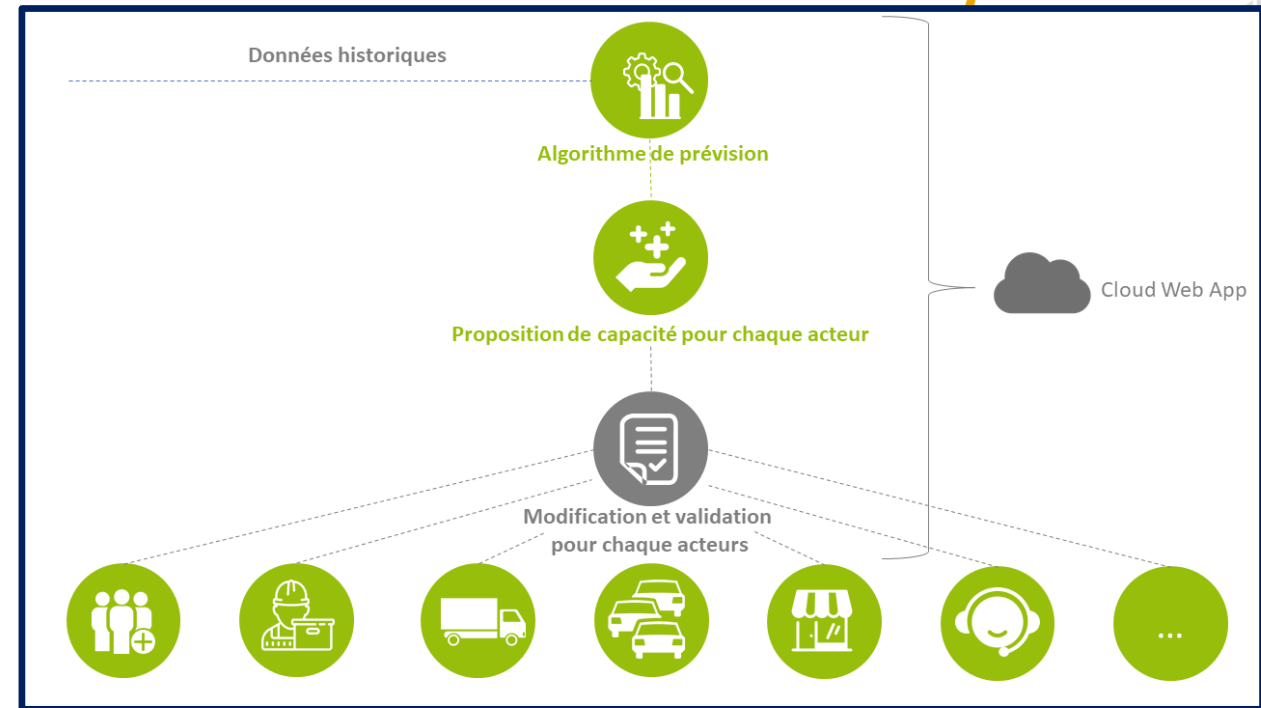 Données historiques
Algorithme de prévision
Proposition de capacité pour chaque acteur
Cloud Web App
Modification et validation
pour chaque acteurs
...